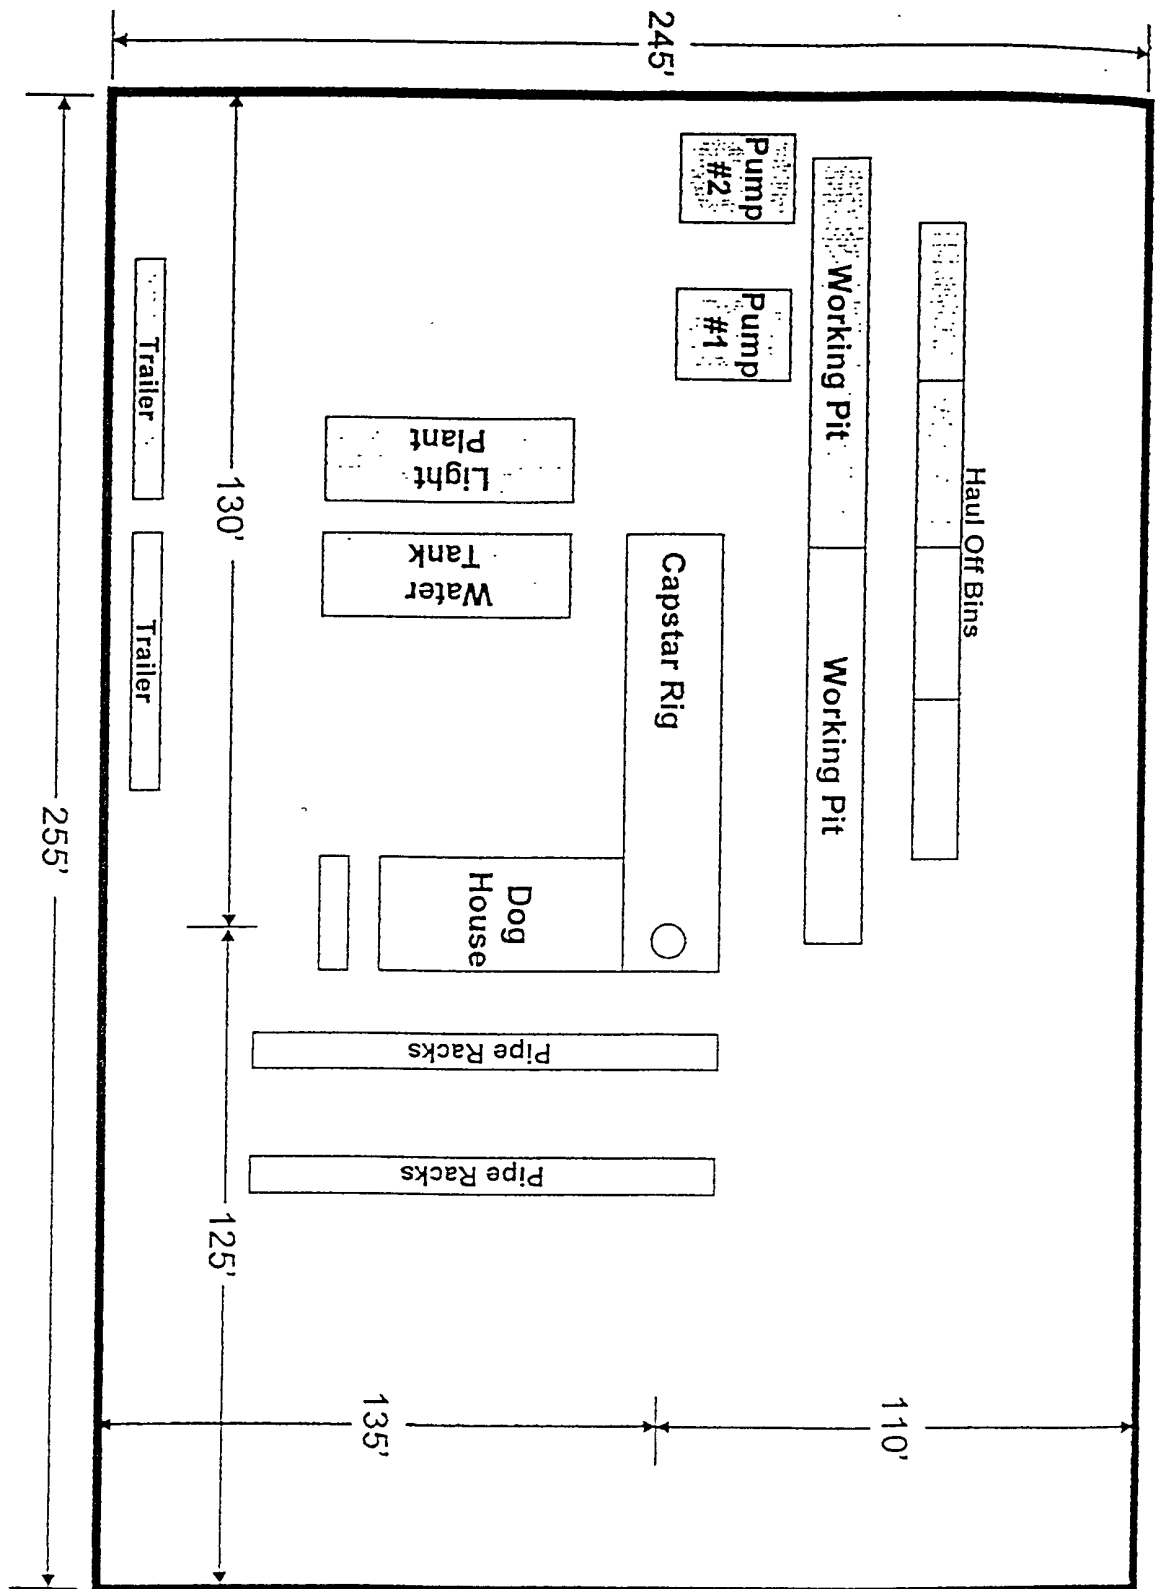 245'
Pump
#2
Pump
#1
Working Pit
Working Pit
Haul Off Bins
Trailer
Trailer
130'
Light
Plant
Water
Tank
Capstar Rig
Dog
House
255'
Pipe Racks
Pipe Racks
125'
135'
110'